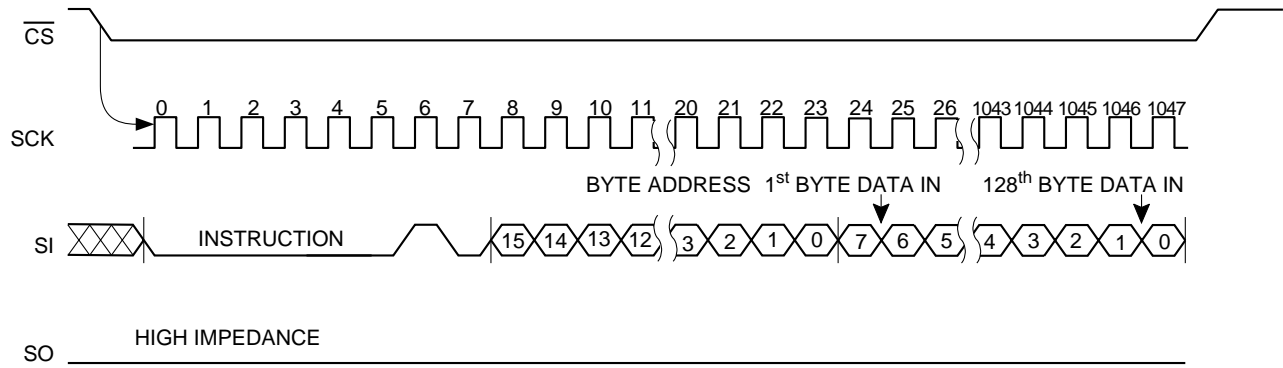 CS
0 1 2 3 4 5 6 7 8 9 10 11 20 21 22 23 24 25 26 1043 1044 1045 1046 1047
SCK
BYTE ADDRESS 1st BYTE DATA IN 128th BYTE DATA IN
SI INSTRUCTION 15 14 13 12 3 2 1 0 7 6 5 4 3 2 1 0
HIGH IMPEDANCE
SO